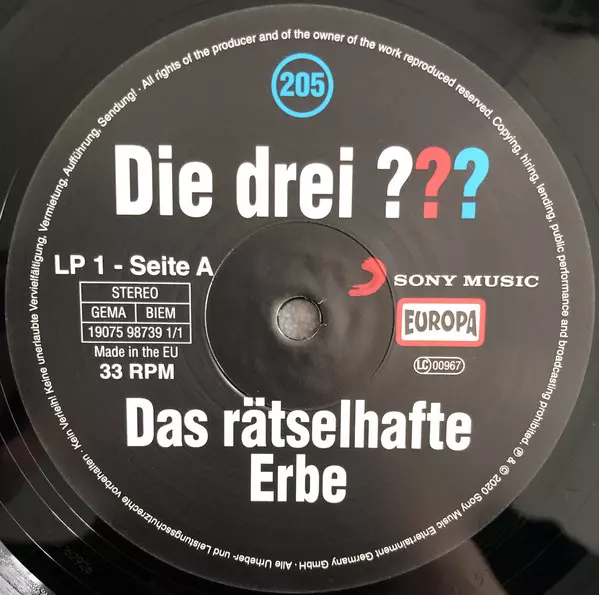 205
Die drei ???
LP 1 - Seite A
STEREO
GEMA BIEM
19075 98739 1/1
Made in the EU
33 RPM
SONY MUSIC
EUROPA
LC 00967
Das rätselhafte
Erbe
All rights of the producer and of the owner of the work reproduced reserved. Copying, hiring, lending, public performance and broadcasting prohibited. ℗ & © 2020 Sony Music Entertainment Germany GmbH · Alle Urheber- und Leistungsschutzrechte vorbehalten · Kein Verleih! Keine unerlaubte Vervielfältigung, Vermietung, Aufführung, Sendung! ·